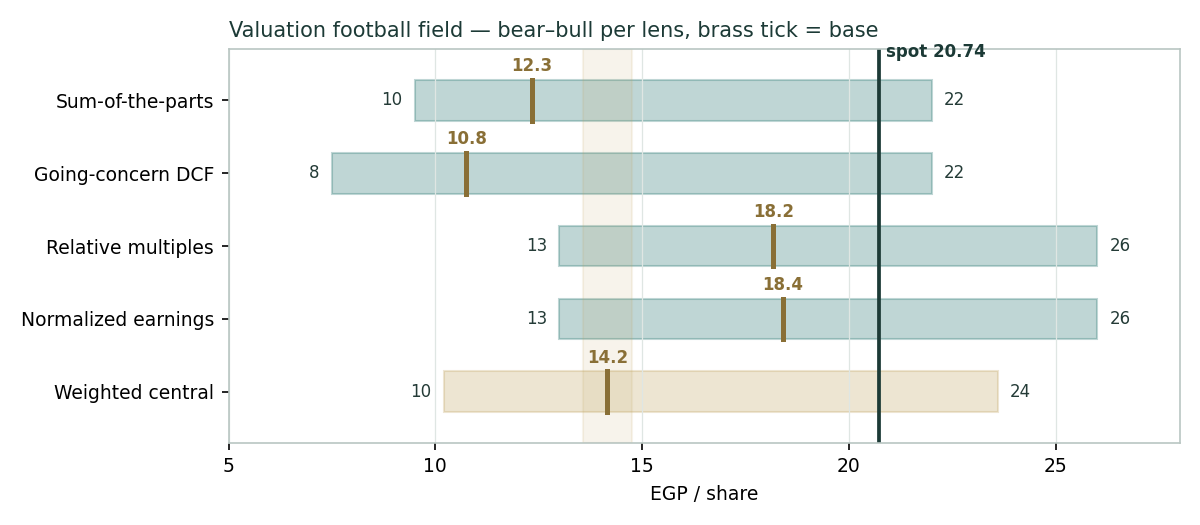 Valuation football field — bear–bull per lens, brass tick = base
spot 20.74
12.3
Sum-of-the-parts 10 22
10.8
Going-concern DCF 8 22
18.2
Relative multiples 13 26
18.4
Normalized earnings 13 26
14.2
Weighted central 10 24
5 10 15 20 25
EGP / share